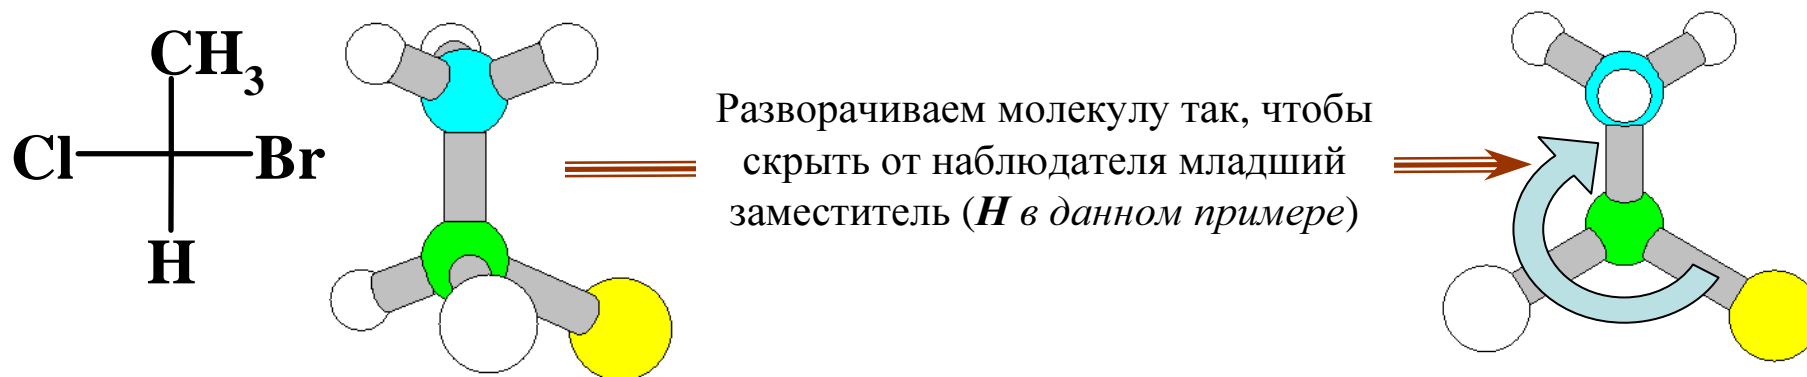 CH3
Cl Br
H
Разворачиваем молекулу так, чтобы
скрыть от наблюдателя младший
заместитель (H в данном примере)